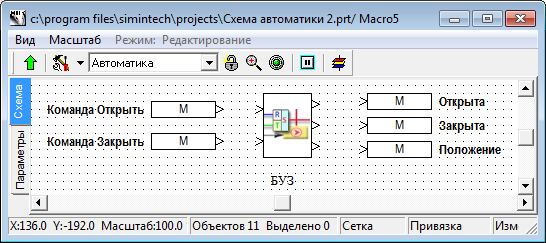 c:\program files\simintech\projects\Схема автоматики 2.prt/ Macro5
Вид Масштаб Режим: Редактирование
Автоматика
Схема
Параметры
Команда Открыть M
Команда Закрыть M
R S T
БУЗ
M Открыта
M Закрыта
M Положение
X:136.0 Y:-192.0 Масштаб:100.0 Объектов 11 Выделено 0 Сетка Привязка Изм